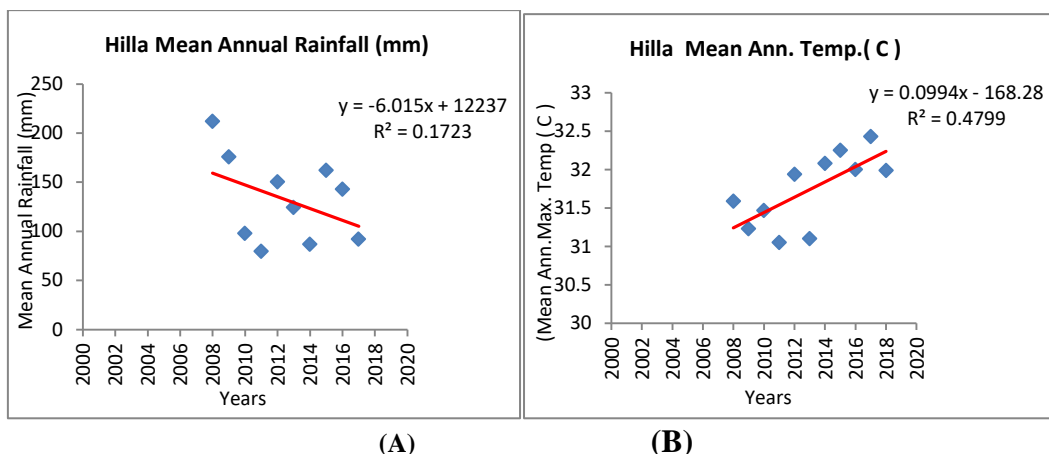 Hilla Mean Annual Rainfall (mm)
y = -6.015x + 12237
R² = 0.1723
Mean Annual Rainfall (mm)
250
200
150
100
50
0
2000
2002
2004
2006
2008
2010
2012
2014
2016
2018
2020
Years
(A)
Hilla Mean Ann. Temp.( C )
y = 0.0994x - 168.28
R² = 0.4799
(Mean Ann.Max. Temp ( C )
33
32.5
32
31.5
31
30.5
30
2000
2002
2004
2006
2008
2010
2012
2014
2016
2018
2020
Years
(B)